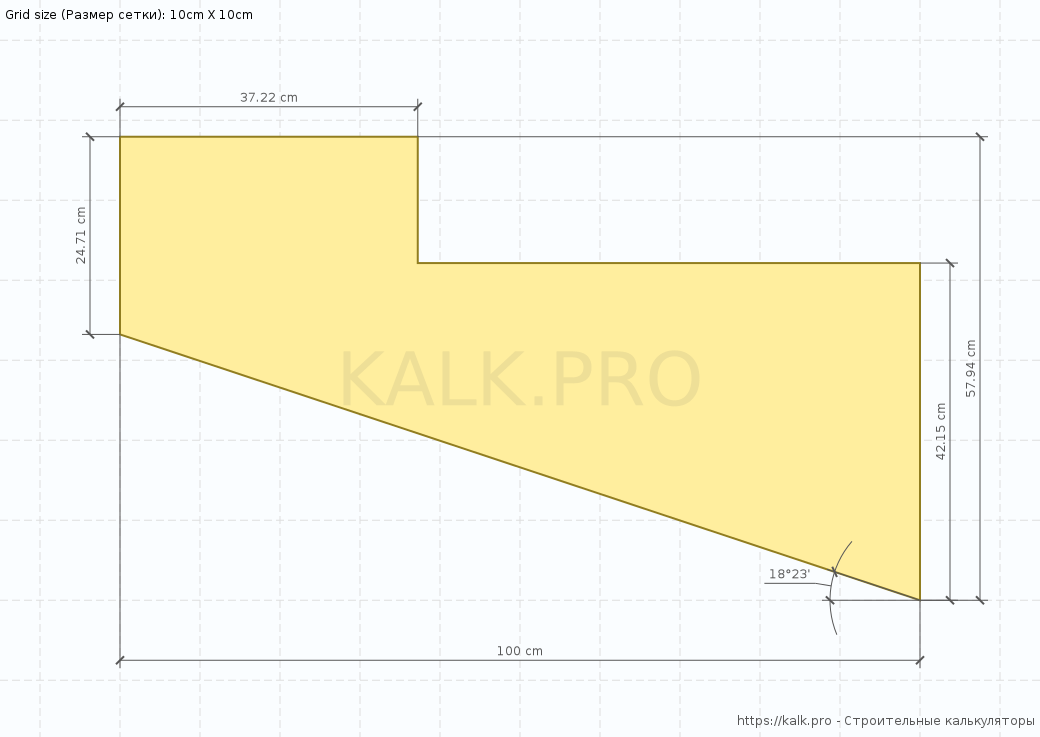 Grid size (Размер сетки): 10cm X 10cm
37.22 cm
24.71 cm
KALK.PRO
57.94 cm
42.15 cm
18°23'
100 cm
https://kalk.pro - Строительные калькуляторы